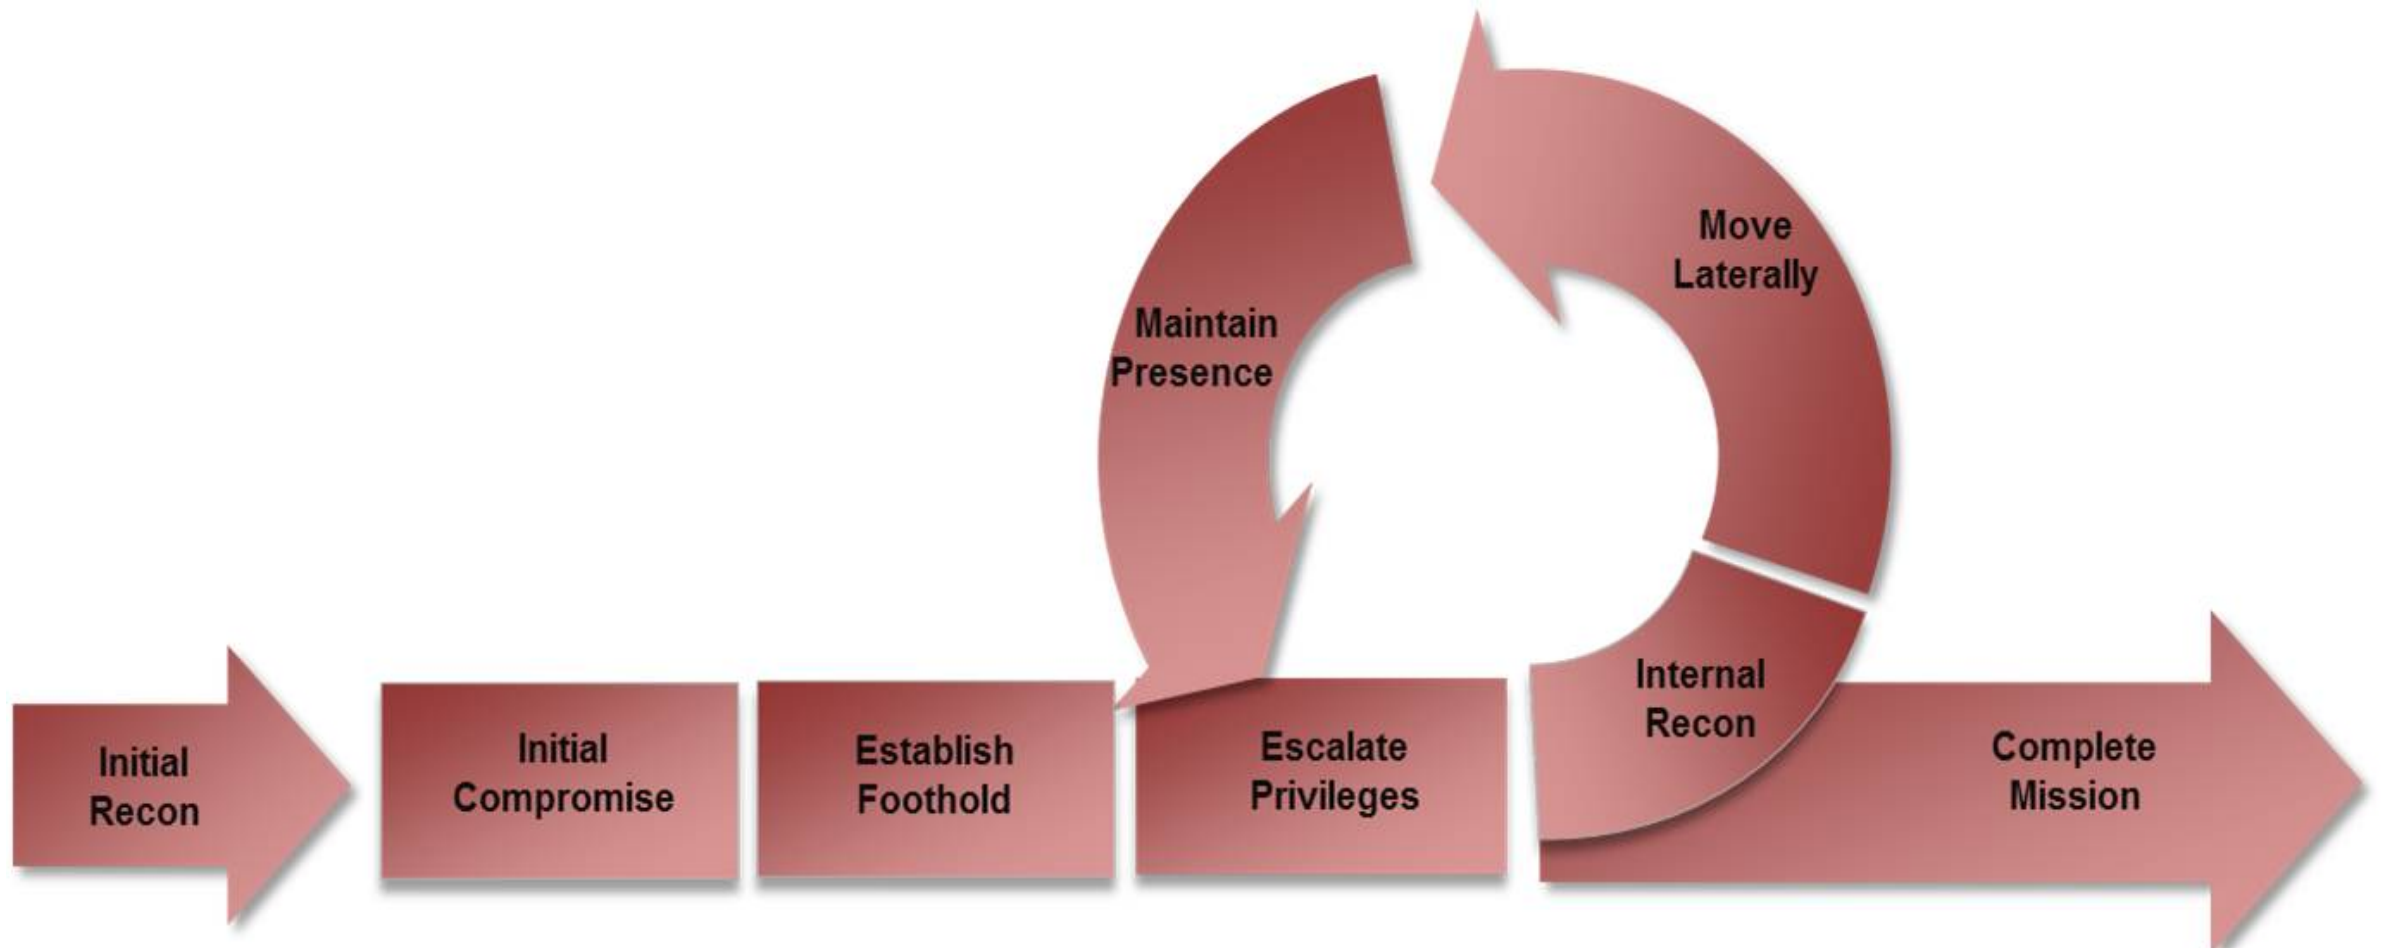 Initial
Recon
Initial
Compromise
Establish
Foothold
Escalate
Privileges
Internal
Recon
Move
Laterally
Maintain
Presence
Complete
Mission